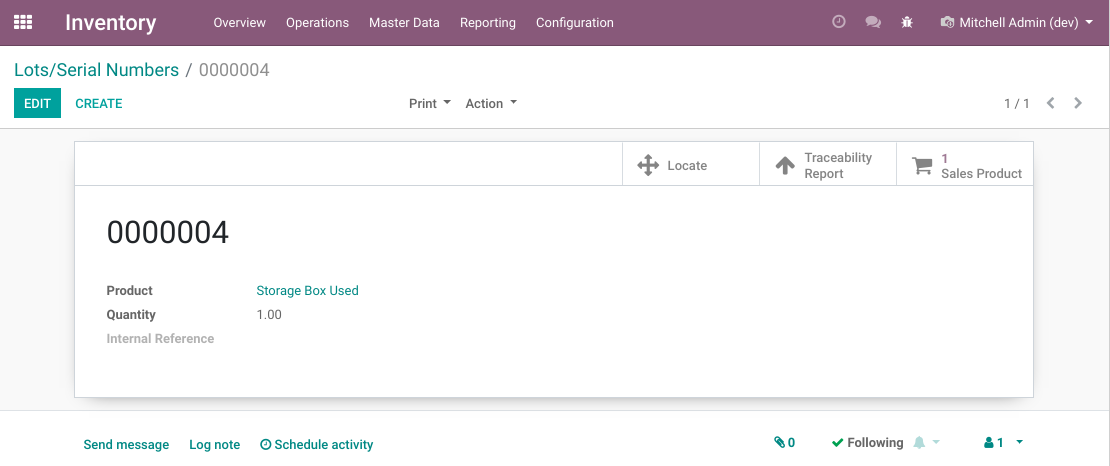 Inventory Overview Operations Master Data Reporting Configuration Mitchell Admin (dev)
Lots/Serial Numbers / 0000004
EDIT CREATE Print Action 1 / 1
Locate
Traceability
Report
1
Sales Product
0000004
Product Storage Box Used
Quantity 1.00
Internal Reference
Send message Log note Schedule activity 0 Following 1